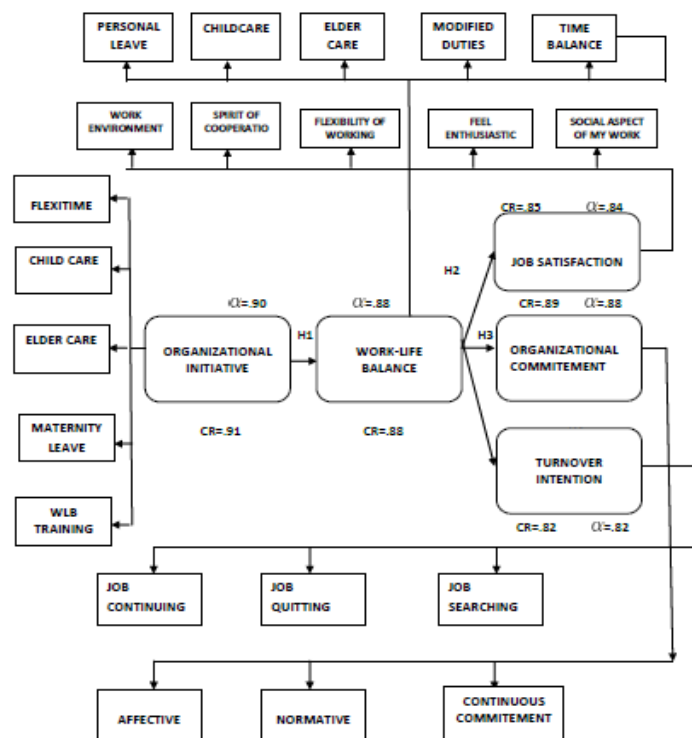 PERSONAL
LEAVE
CHILDCARE
ELDER
CARE
MODIFIED
DUTIES
TIME
BALANCE
WORK
ENVIRONMENT
SPIRIT OF
COOPERATIO
FLEXIBILITY OF
WORKING
FEEL
ENTHUSIASTIC
SOCIAL ASPECT
OF MY WORK
FLEXITIME
CHILD CARE
ELDER CARE
MATERNITY
LEAVE
WLB
TRAINING
α=.90
ORGANIZATIONAL
INITIATIVE
CR=.91
H1
α=.88
WORK-LIFE
BALANCE
CR=.88
H2
H3
CR=.85 α=.84
JOB SATISFACTION
CR=.89 α=.88
ORGANIZATIONAL
COMMITEMENT
TURNOVER
INTENTION
CR=.82 α=.82
JOB
CONTINUING
JOB
QUITTING
JOB
SEARCHING
AFFECTIVE
NORMATIVE
CONTINUOUS
COMMITEMENT